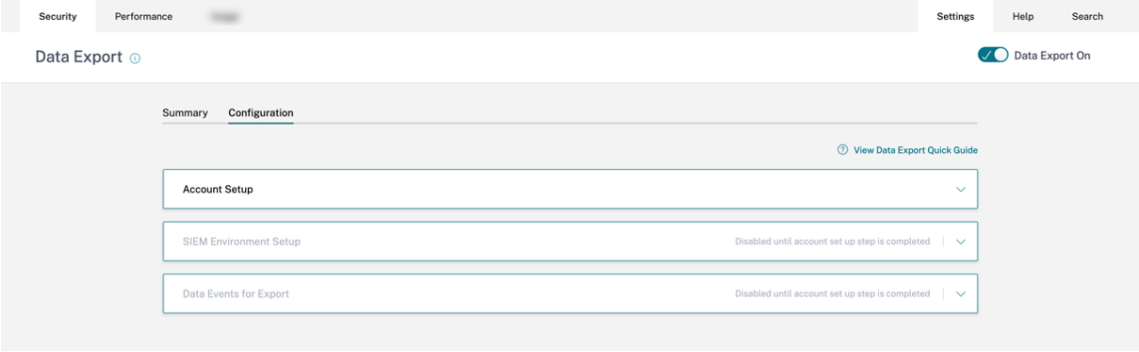 Security Performance Settings Help Search
Data Export Data Export On
Summary Configuration
View Data Export Quick Guide
Account Setup
SIEM Environment Setup Disabled until account set up step is completed
Data Events for Export Disabled until account set up step is completed